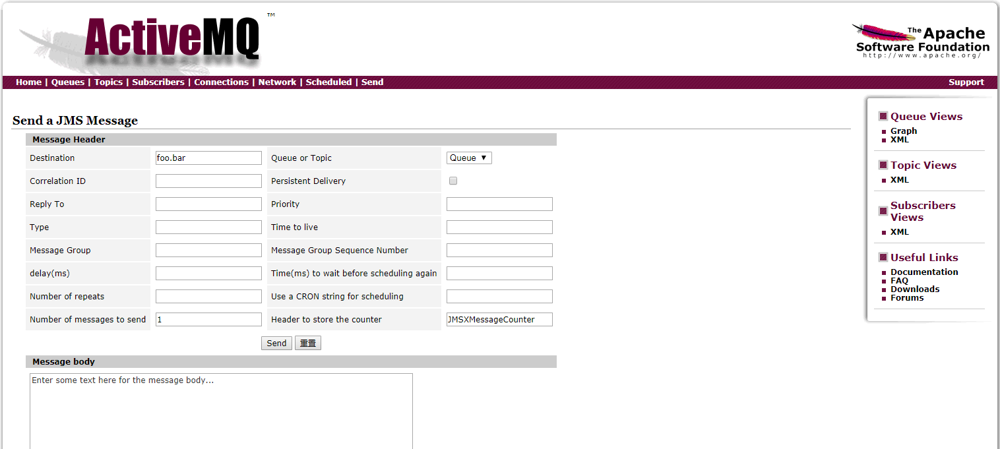 ActiveMQ ™
The Apache
Software Foundation
http://www.apache.org/
Home | Queues | Topics | Subscribers | Connections | Network | Scheduled | Send Support
Send a JMS Message
Message Header
Destination foo.bar Queue or Topic Queue ▼
Correlation ID Persistent Delivery
Reply To Priority
Type Time to live
Message Group Message Group Sequence Number
delay(ms) Time(ms) to wait before scheduling again
Number of repeats Use a CRON string for scheduling
Number of messages to send 1 Header to store the counter JMSXMessageCounter
Send 重置
Message body
Enter some text here for the message body...
Queue Views
Graph
XML
Topic Views
XML
Subscribers
Views
XML
Useful Links
Documentation
FAQ
Downloads
Forums